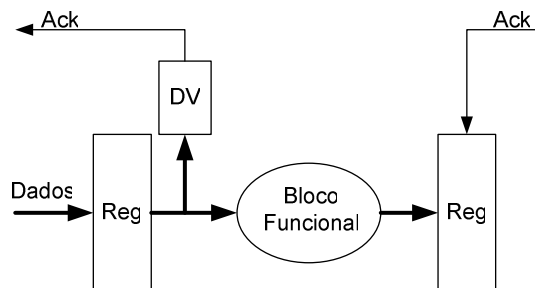 Ack
Ack
DV
Dados
Reg
Bloco
Funcional
Reg